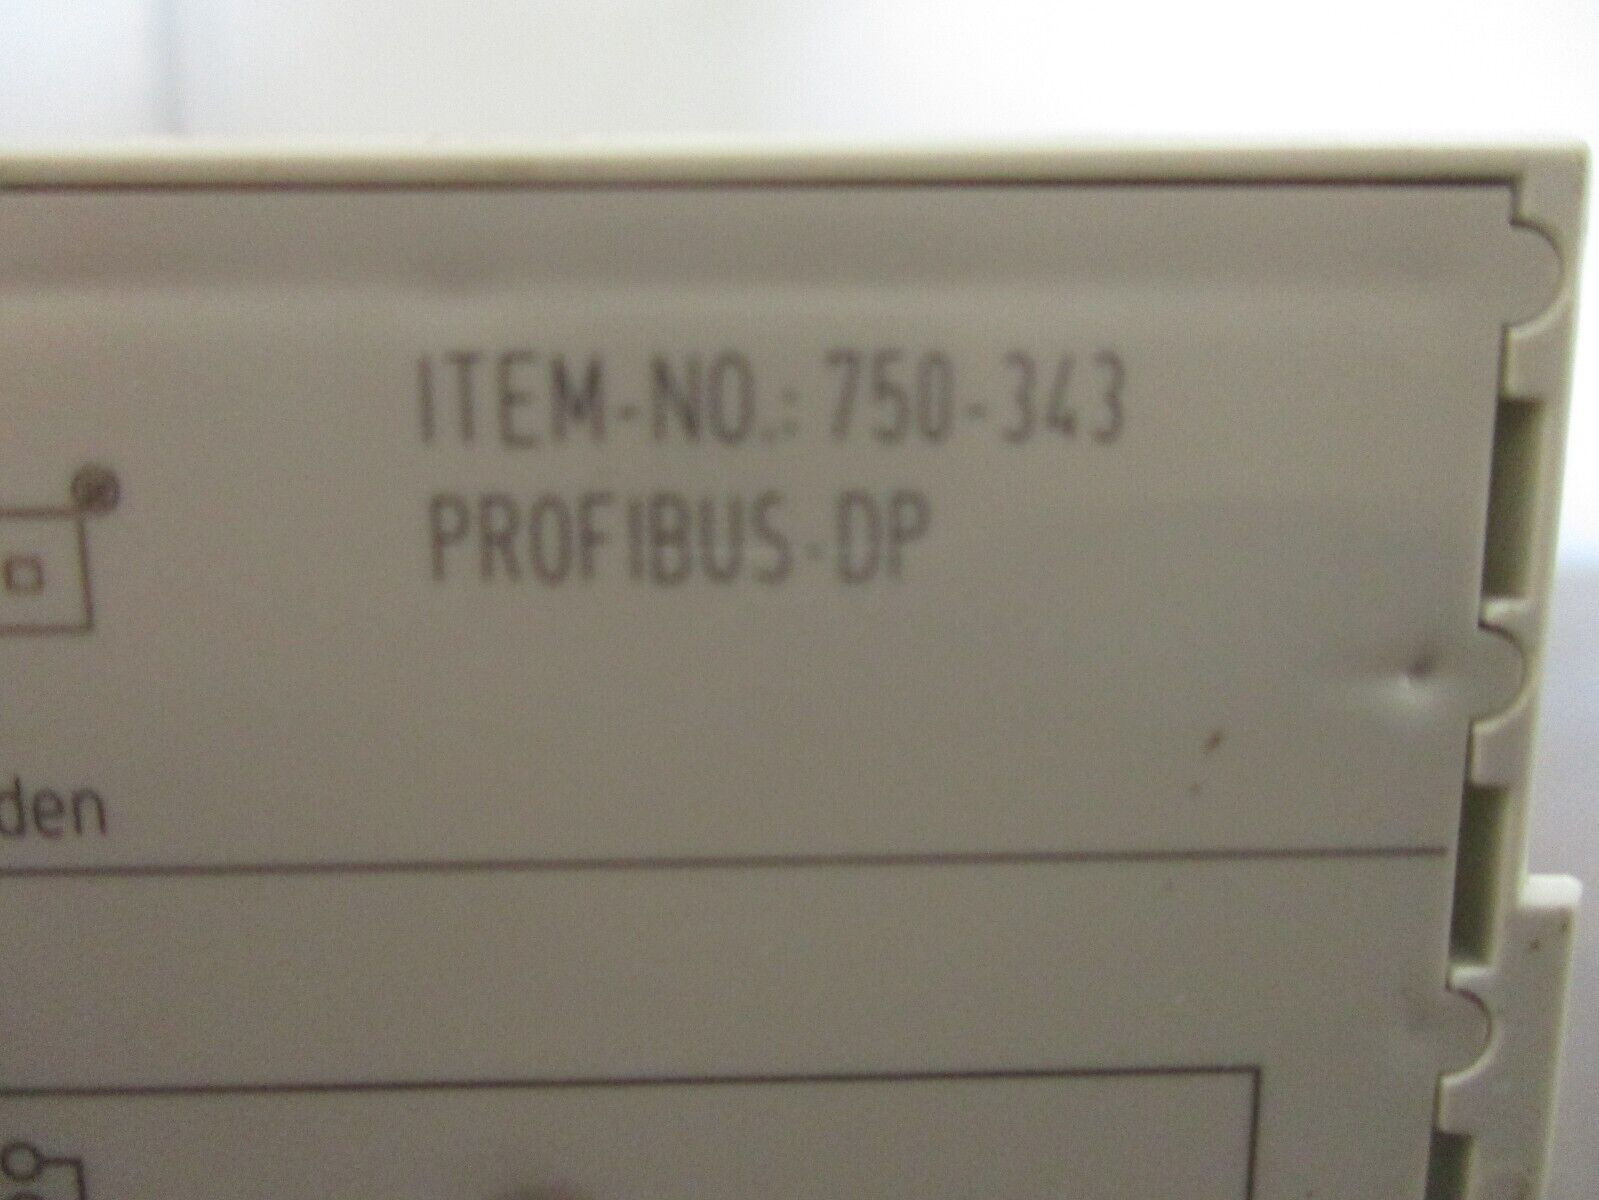 ITEM-NO.: 750-343
®
PROFIBUS-DP
den